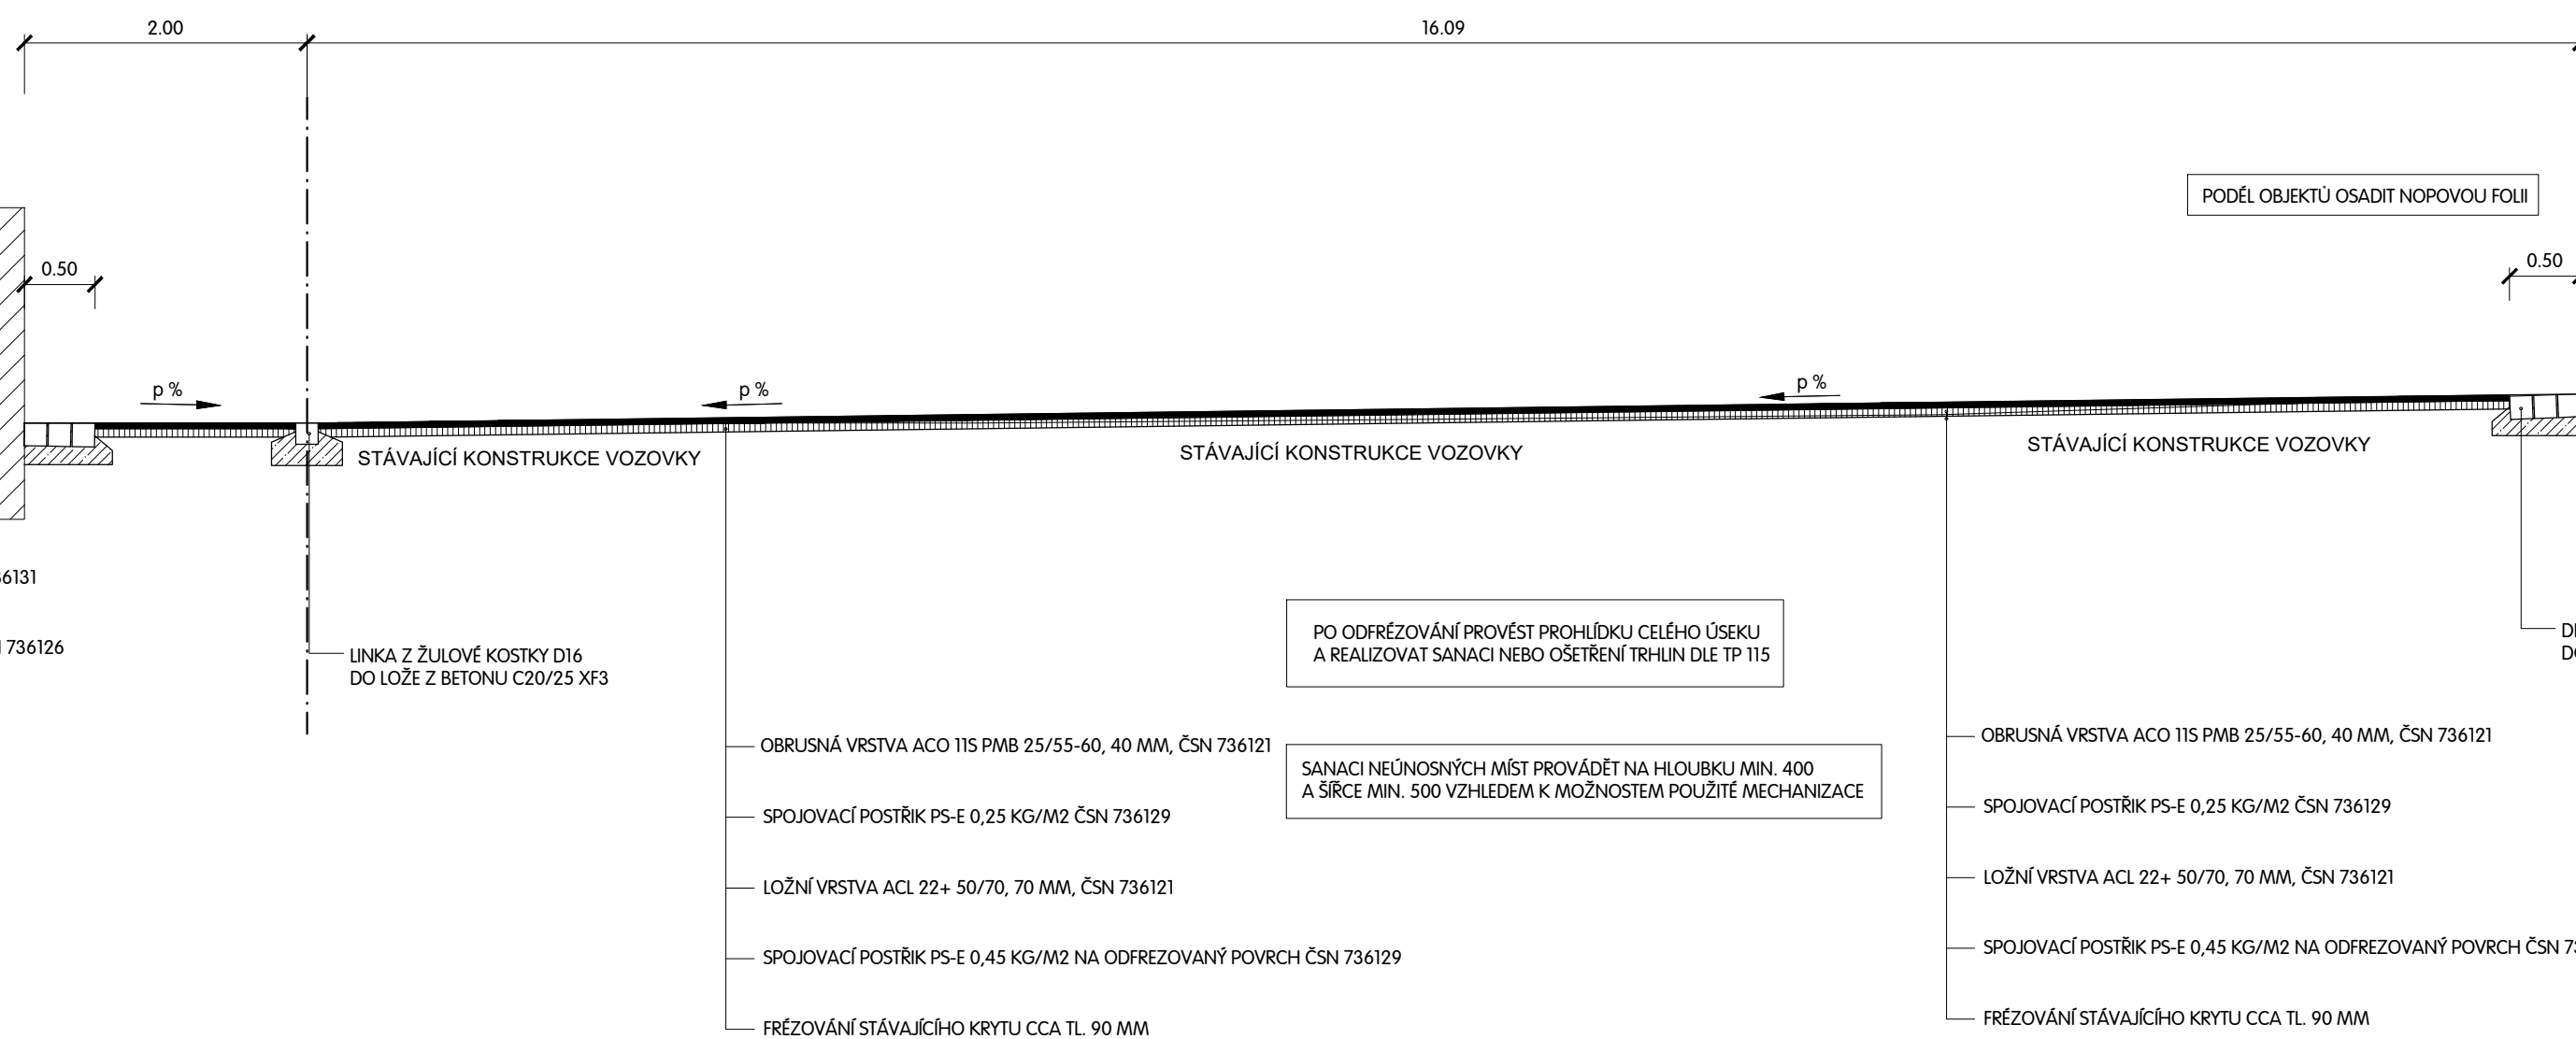 2.00
16.09
PODÉL OBJEKTŮ OSADIT NOPOVOU FOLII
0.50
0.50
p %
p %
p %
STÁVAJÍCÍ KONSTRUKCE VOZOVKY
STÁVAJÍCÍ KONSTRUKCE VOZOVKY
STÁVAJÍCÍ KONSTRUKCE VOZOVKY
736126
LINKA Z ŽULOVÉ KOSTKY D16
DO LOŽE Z BETONU C20/25 XF3
PO ODFRÉZOVÁNÍ PROVÉST PROHLÍDKU CELÉHO ÚSEKU
A REALIZOVAT SANACI NEBO OŠETŘENÍ TRHLIN DLE TP 115
SANACI NEÚNOSNÝCH MÍST PROVÁDĚT NA HLOUBKU MIN. 400
A ŠÍŘCE MIN. 500 VZHLEDEM K MOŽNOSTEM POUŽITÉ MECHANIZACE
OBRUSNÁ VRSTVA ACO 11S PMB 25/55-60, 40 MM, ČSN 736121
SPOJOVACÍ POSTŘIK PS-E 0,25 KG/M2 ČSN 736129
LOŽNÍ VRSTVA ACL 22+ 50/70, 70 MM, ČSN 736121
SPOJOVACÍ POSTŘIK PS-E 0,45 KG/M2 NA ODFREZOVANÝ POVRCH ČSN 736129
FRÉZOVÁNÍ STÁVAJÍCÍHO KRYTU CCA TL. 90 MM
OBRUSNÁ VRSTVA ACO 11S PMB 25/55-60, 40 MM, ČSN 736121
SPOJOVACÍ POSTŘIK PS-E 0,25 KG/M2 ČSN 736129
LOŽNÍ VRSTVA ACL 22+ 50/70, 70 MM, ČSN 736121
SPOJOVACÍ POSTŘIK PS-E 0,45 KG/M2 NA ODFREZOVANÝ POVRCH ČSN
FRÉZOVÁNÍ STÁVAJÍCÍHO KRYTU CCA TL. 90 MM